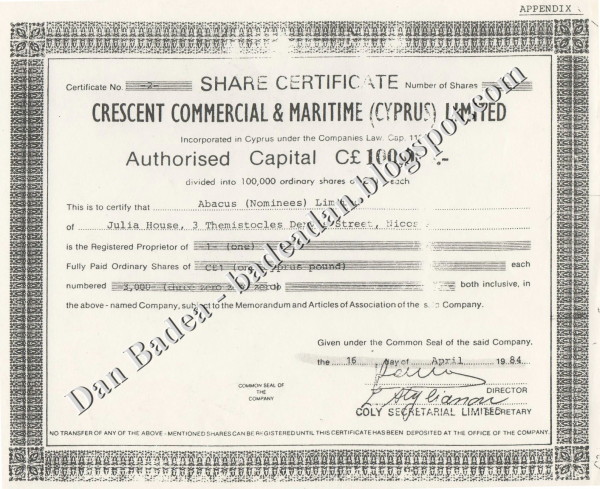 APPENDIX
Certificate No. -2- SHARE CERTIFICATE Number of Shares
CRESCENT COMMERCIAL & MARITIME (CYPRUS) LIMITED
Incorporated in Cyprus under the Companies Law. Cap.
Authorised Capital C£
divided into 100,000 ordinary shares of each
This is to certify that Abacus (Nominees)
of Julia House, 3 Themistocles Street,
is the Registered Proprietor of -1- (one)
Fully Paid Ordinary Shares of C£1 (one Cyprus pound) each
numbered both inclusive, in
the above - named Company, subject to the Memorandum and Articles of Association of the Company.
Given under the Common Seal of the said Company.
the 16 day of April 1984
DIRECTOR
COMMON SEAL OF
THE
COMPANY
COLY SECRETARIAL LIMITED SECRETARY
NO TRANSFER OF ANY OF THE ABOVE - MENTIONED SHARES CAN BE REGISTERED UNTIL THIS CERTIFICATE HAS BEEN DEPOSITED AT THE OFFICE OF THE COMPANY.
Dan Badea - badeadan.blogspot.com